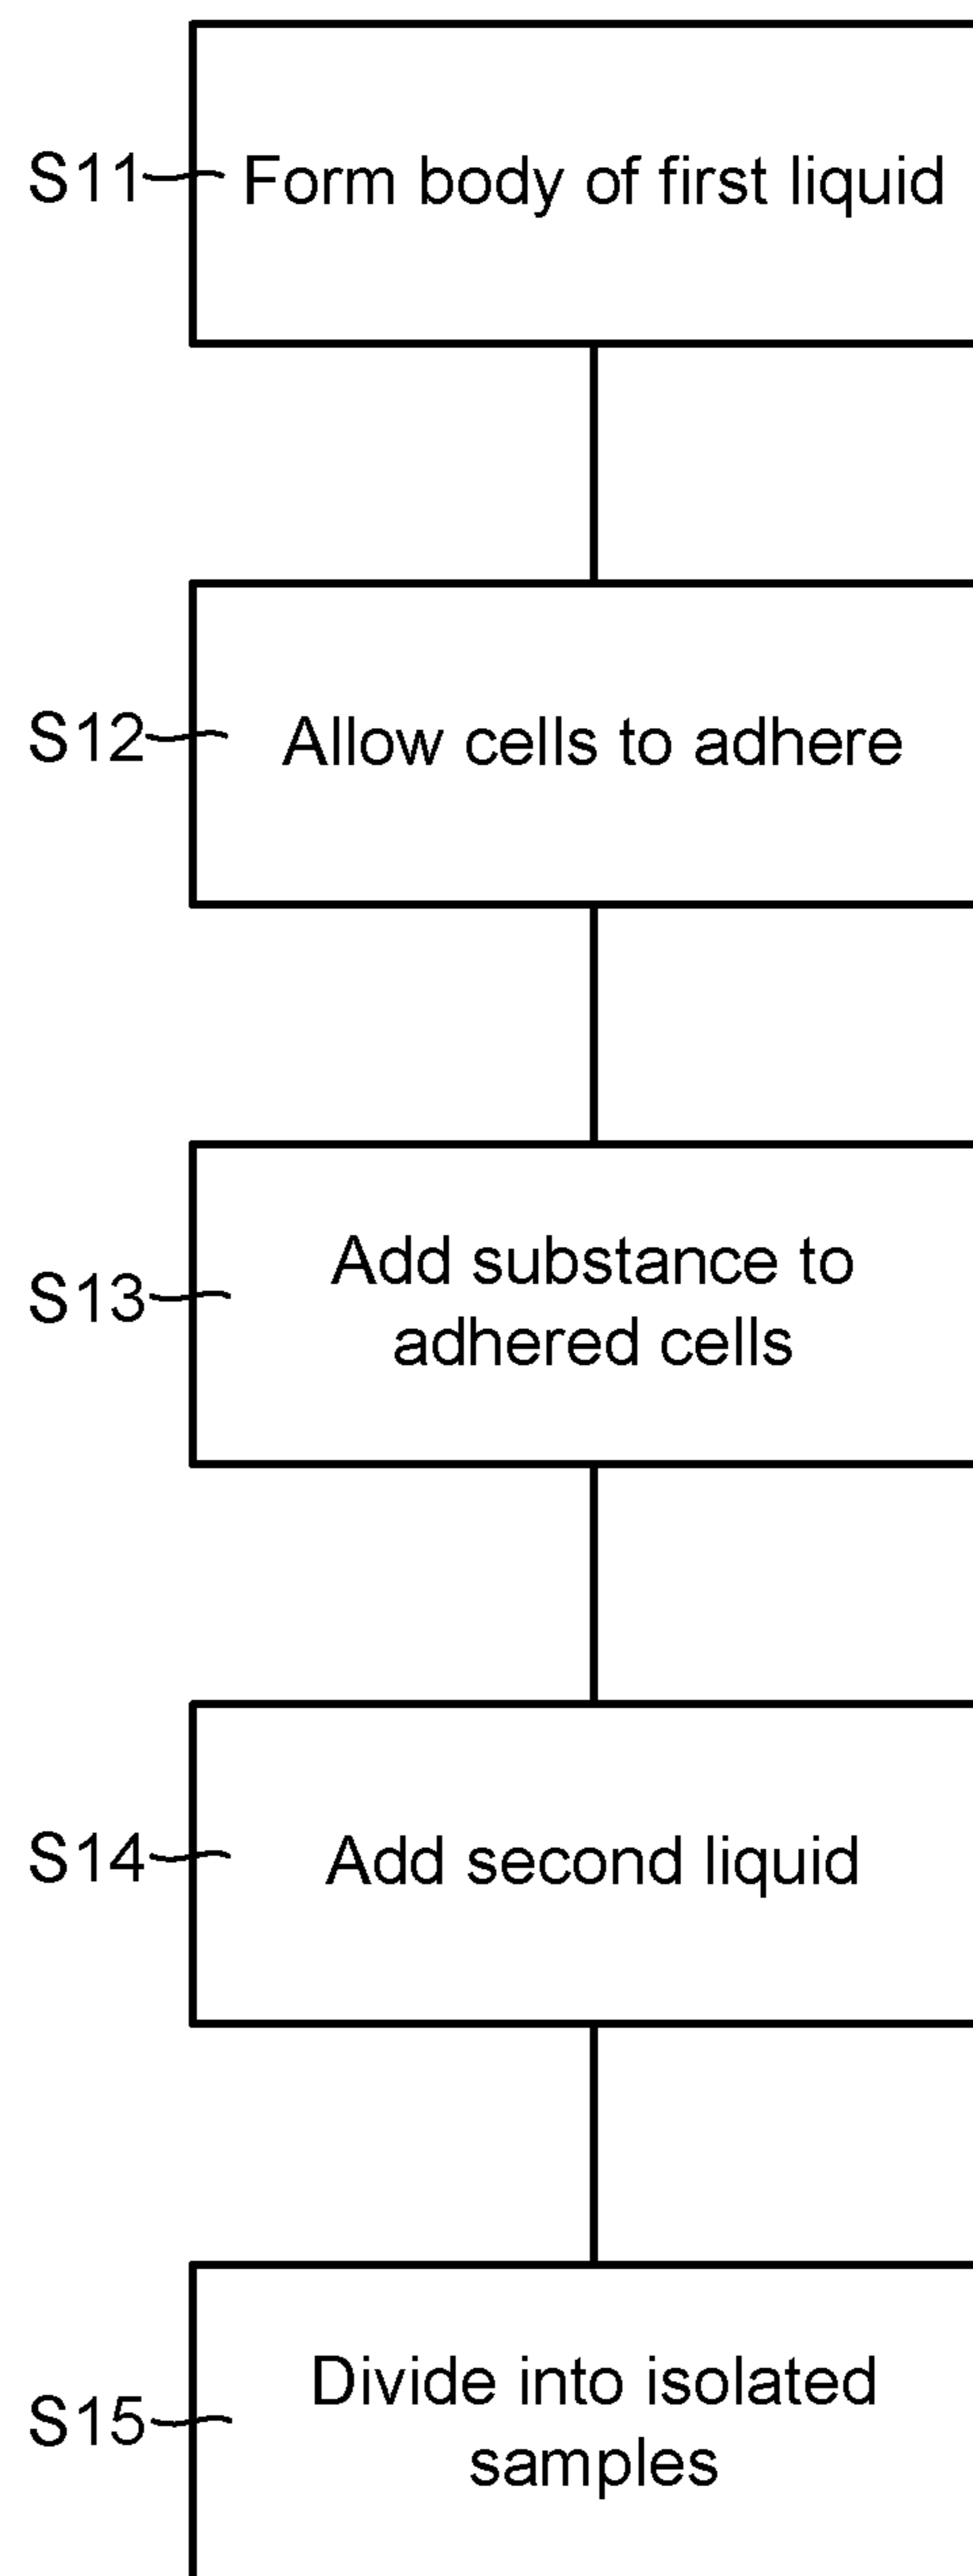 S11 Form body of first liquid
S12 Allow cells to adhere
S13 Add substance to
adhered cells
S14 Add second liquid
S15 Divide into isolated
samples